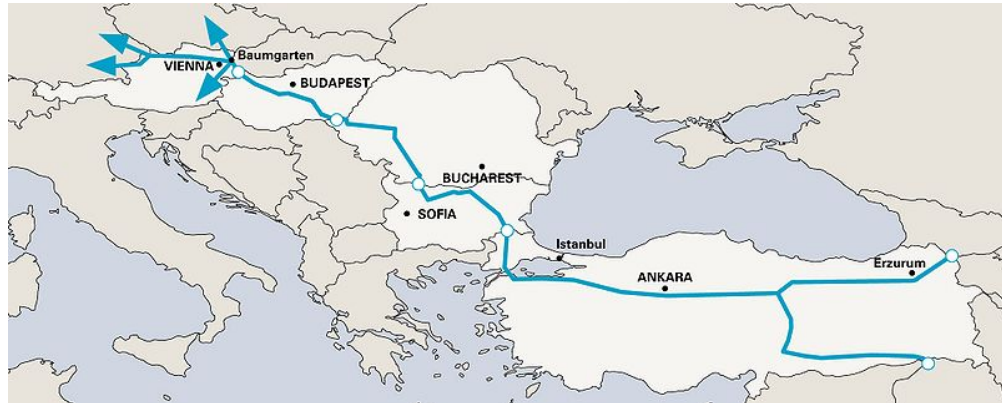 Baumgarten
VIENNA
BUDAPEST
BUCHAREST
SOFIA
Istanbul
Erzurum
ANKARA